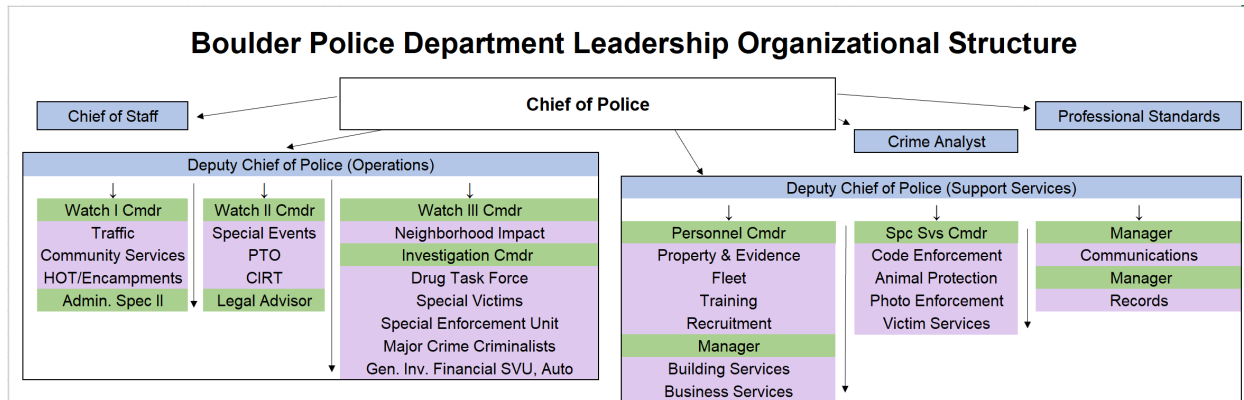 Boulder Police Department Leadership Organizational Structure
Chief of Police
Chief of Staff
Professional Standards
Crime Analyst
Deputy Chief of Police (Operations)
Watch I Cmdr
Traffic
Community Services
HOT/Encampments
Admin. Spec II
Watch II Cmdr
Special Events
PTO
CIRT
Legal Advisor
Watch III Cmdr
Neighborhood Impact
Investigation Cmdr
Drug Task Force
Special Victims
Special Enforcement Unit
Major Crime Criminalists
Gen. Inv. Financial SVU, Auto
Deputy Chief of Police (Support Services)
Personnel Cmdr
Property & Evidence
Fleet
Training
Recruitment
Manager
Building Services
Business Services
Spc Svs Cmdr
Code Enforcement
Animal Protection
Photo Enforcement
Victim Services
Manager
Communications
Manager
Records